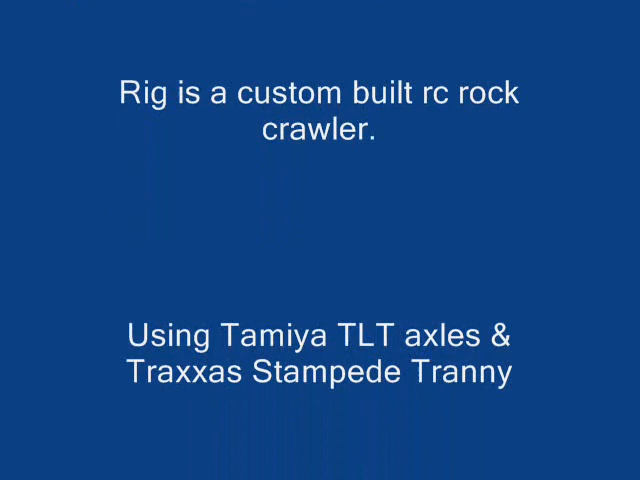 Rig is a custom built rc rock
crawler.
Using Tamiya TLT axles &
Traxxas Stampede Tranny